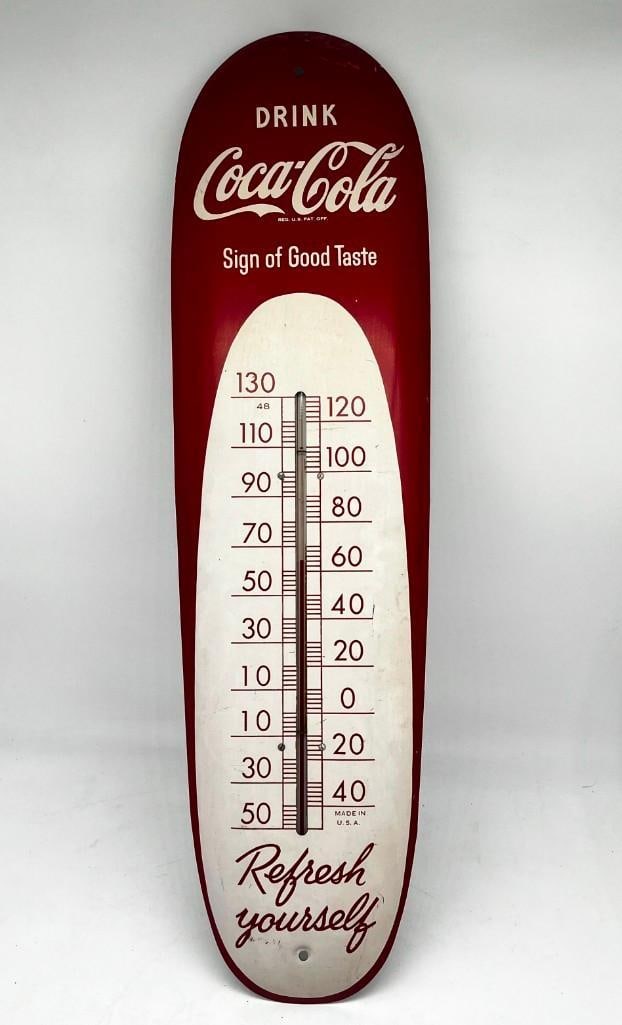 DRINK
Coca-Cola
REG. U.S. PAT. OFF.
Sign of Good Taste
130
48
120
110
100
90
80
70
60
50
40
30
20
10
0
10
20
30
40
50
MADE IN
U.S.A.
Refresh
yourself